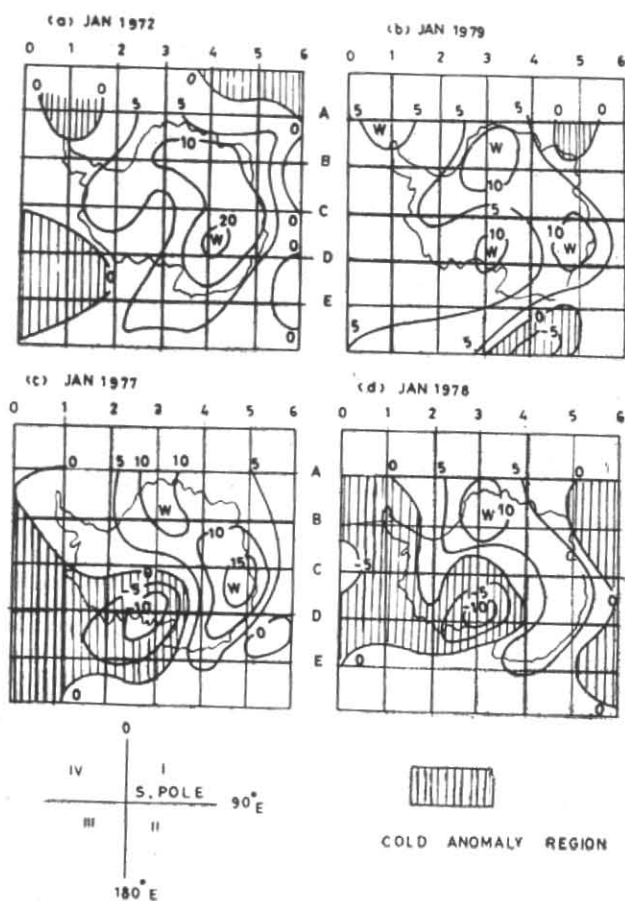 (a) JAN 1972
(b) JAN 1979
0 1 2 3 4 5 6
0 1 2 3 4 5 6
0 0 5 5 0
10
0
20
W
0
0
0
A
B
C
D
E
5 W 5 5 0 0
W
10
5
10 W
10 W
0
-5
5 5
(c) JAN 1977
(d) JAN 1978
0 1 2 3 4 5 6
0 1 2 3 4 5 6
0 5 10 10 5
W
10
15
W
0
-5
-10
0
0
A
B
C
D
E
0 5 5 0
W 10
-5
-5
-10
0
0
0
0
IV I
S. POLE
90°E
III II
180°E
COLD ANOMALY REGION